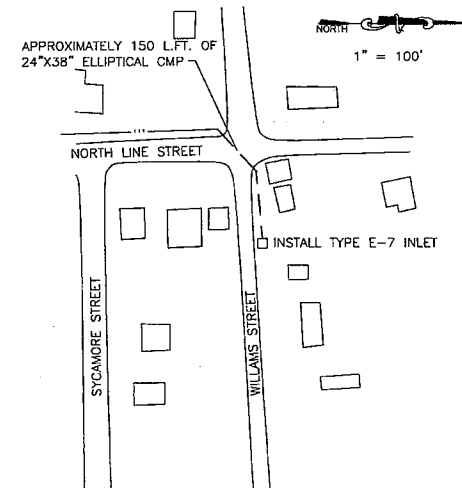 APPROXIMATELY 150 L.FT. OF
24"X38" ELLIPTICAL CMP
NORTH
1" = 100'
NORTH LINE STREET
INSTALL TYPE E-7 INLET
SYCAMORE STREET
WILLAMS STREET